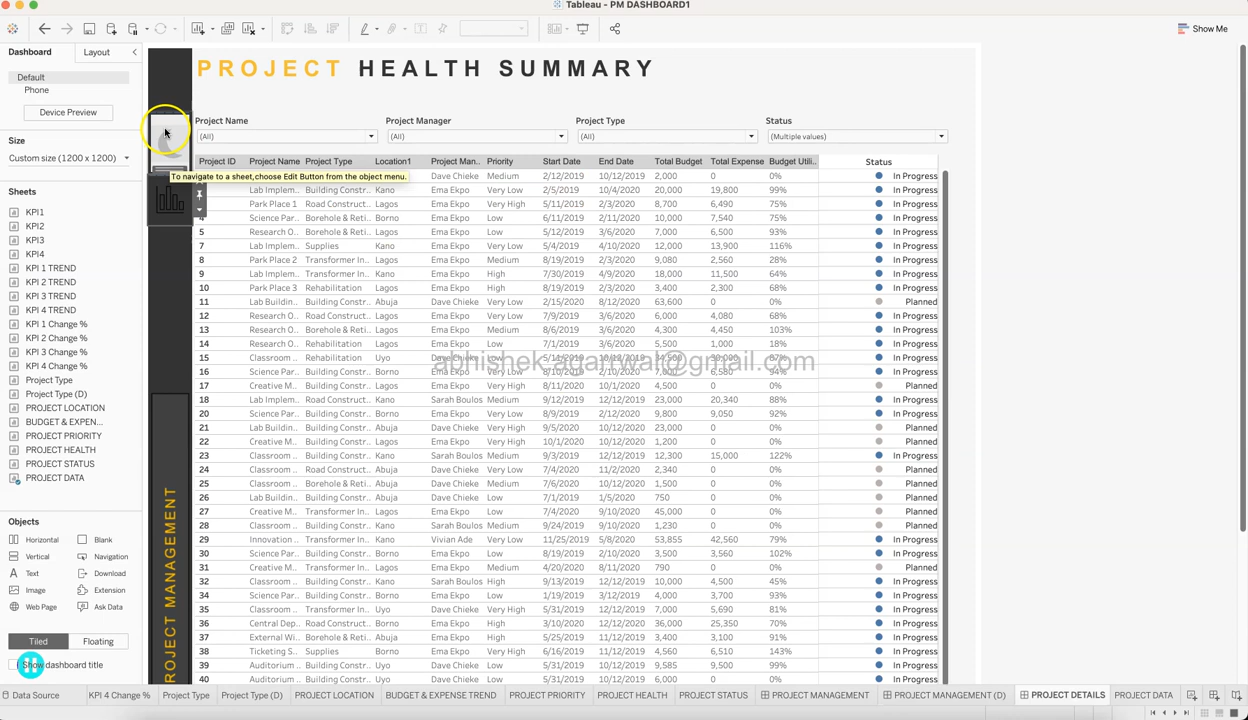 Tableau - PM DASHBOARD1
Show Me
Dashboard
Layout
Default
Phone
Device Preview
Size
Custom size (1200 x 1200)
Sheets
KPI1
KPI2
KPI3
KPI4
KPI 1 TREND
KPI 2 TREND
KPI 3 TREND
KPI 4 TREND
KPI 1 Change %
KPI 2 Change %
KPI 3 Change %
KPI 4 Change %
Project Type
Project Type (D)
PROJECT LOCATION
BUDGET & EXPEN...
PROJECT PRIORITY
PROJECT HEALTH
PROJECT STATUS
PROJECT DATA
Objects
Horizontal Blank
Vertical Navigation
Text Download
Image Extension
Web Page Ask Data
Tiled Floating
Show dashboard title
PROJECT HEALTH SUMMARY
Project Name Project Manager Project Type Status
(All) (All) (All) (Multiple values)
Project ID Project Name Project Type Location1 Project Man.. Priority Start Date End Date Total Budget Total Expense Budget Utili.. Status
To navigate to a sheet,choose Edit Button from the object menu.
Dave Chieke Medium 2/12/2019 10/12/2019 2,000 0 0% In Progress
Lab Implem.. Building Constr.. Kano Ema Ekpo Very Low 5/2/2019 10/4/2020 20,000 19,800 99% In Progress
Park Place 1 Road Construct.. Lagos Ema Ekpo Very High 5/11/2019 2/3/2020 8,700 6,490 75% In Progress
4 Science Par.. Borehole & Reti.. Borno Ema Ekpo Low 6/11/2019 2/11/2020 10,000 7,540 75% In Progress
5 Research O.. Borehole & Reti.. Lagos Ema Ekpo Low 5/12/2019 3/6/2020 7,000 6,500 93% In Progress
7 Lab Implem.. Supplies Kano Ema Ekpo Very Low 5/4/2019 10/4/2020 12,000 13,900 116% In Progress
8 Park Place 2 Transformer In.. Lagos Ema Ekpo Medium 8/19/2019 2/3/2020 9,080 2,560 28% In Progress
9 Lab Implem.. Transformer In.. Kano Ema Ekpo High 7/30/2019 4/9/2020 18,000 11,500 64% In Progress
10 Park Place 3 Rehabilitation Lagos Ema Ekpo High 8/19/2019 2/3/2020 3,400 2,300 68% In Progress
11 Lab Buildin.. Building Constr.. Abuja Dave Chieke Very Low 2/15/2020 8/12/2020 63,600 0 0% Planned
12 Research O.. Road Construct.. Lagos Ema Ekpo Very Low 7/9/2019 3/6/2020 6,000 4,080 68% In Progress
13 Research O.. Borehole & Reti.. Lagos Ema Ekpo Medium 8/6/2019 3/6/2020 4,300 4,450 103% In Progress
14 Research O.. Rehabilitation Lagos Ema Ekpo Low 7/1/2019 3/6/2020 5,500 1,000 18% In Progress
15 Classroom .. Rehabilitation Uyo Dave Chieke Low In Progress
16 Science Par.. Building Constr.. Borno Ema Ekpo Very Low 94% In Progress
abhishek.agarrwal@gmail.com
17 Creative M.. Rehabilitation Lagos Ema Ekpo Very High 8/11/2020 10/1/2020 4,500 0 0% Planned
18 Lab Implem.. Road Construct.. Kano Sarah Boulos Medium 9/12/2019 12/12/2019 23,000 20,340 88% In Progress
20 Science Par.. Building Constr.. Borno Ema Ekpo Very Low 8/9/2019 2/12/2020 9,800 9,050 92% In Progress
21 Lab Buildin.. Building Constr.. Abuja Dave Chieke Very High 9/5/2020 10/12/2020 23,000 0 0% Planned
22 Creative M.. Building Constr.. Lagos Ema Ekpo Very High 10/1/2020 10/12/2020 1,200 0 0% Planned
23 Classroom .. Building Constr.. Kano Sarah Boulos Medium 9/3/2019 12/12/2019 12,300 15,000 122% In Progress
24 Classroom .. Road Construct.. Abuja Dave Chieke Very Low 7/4/2020 11/2/2020 2,340 0 0% Planned
25 Classroom .. Borehole & Reti.. Abuja Dave Chieke Medium 7/6/2020 10/12/2020 1,500 0 0% Planned
26 Lab Buildin.. Building Constr.. Abuja Dave Chieke Low 7/1/2019 1/5/2020 750 0 0% Planned
27 Creative M.. Transformer In.. Lagos Ema Ekpo Low 7/4/2020 9/10/2020 45,000 0 0% Planned
28 Classroom .. Building Constr.. Kano Sarah Boulos Medium 9/24/2019 9/10/2020 1,230 0 0% Planned
29 Innovation .. Transformer In.. Kano Vivian Ade Very Low 11/25/2019 5/8/2020 53,855 42,560 79% In Progress
30 Science Par.. Building Constr.. Borno Ema Ekpo Low 8/19/2019 2/10/2020 3,500 3,560 102% In Progress
31 Creative M.. Transformer In.. Lagos Ema Ekpo Medium 4/20/2020 8/11/2020 790 0 0% Planned
32 Classroom .. Building Constr.. Kano Sarah Boulos High 9/13/2019 12/12/2019 10,000 4,500 45% In Progress
34 Science Par.. Building Constr.. Borno Ema Ekpo Low 1/19/2019 3/12/2020 4,000 3,700 93% In Progress
35 Classroom .. Transformer In.. Uyo Dave Chieke Very High 5/31/2019 12/12/2019 7,000 5,690 81% In Progress
36 Central Dep.. Road Construct.. Borno Ema Ekpo High 3/10/2020 12/12/2020 36,000 25,350 70% In Progress
37 External Wi.. Borehole & Reti.. Abuja Dave Chieke High 5/25/2019 11/12/2019 3,400 3,100 91% In Progress
38 Ticketing S.. Supplies Borno Ema Ekpo Very High 6/16/2019 11/12/2020 4,560 6,510 143% In Progress
39 Auditorium .. Building Constr.. Uyo Dave Chieke Low 5/31/2019 12/10/2019 9,585 9,500 99% In Progress
40 Auditorium .. Building Constr.. Uyo Dave Chieke Low 5/31/2019 12/10/2019 6,000 5,200 87% In Progress
PROJECT MANAGEMENT
Data Source KPI 4 Change % Project Type Project Type (D) PROJECT LOCATION BUDGET & EXPENSE TREND PROJECT PRIORITY PROJECT HEALTH PROJECT STATUS PROJECT MANAGEMENT PROJECT MANAGEMENT (D) PROJECT DETAILS PROJECT DATA